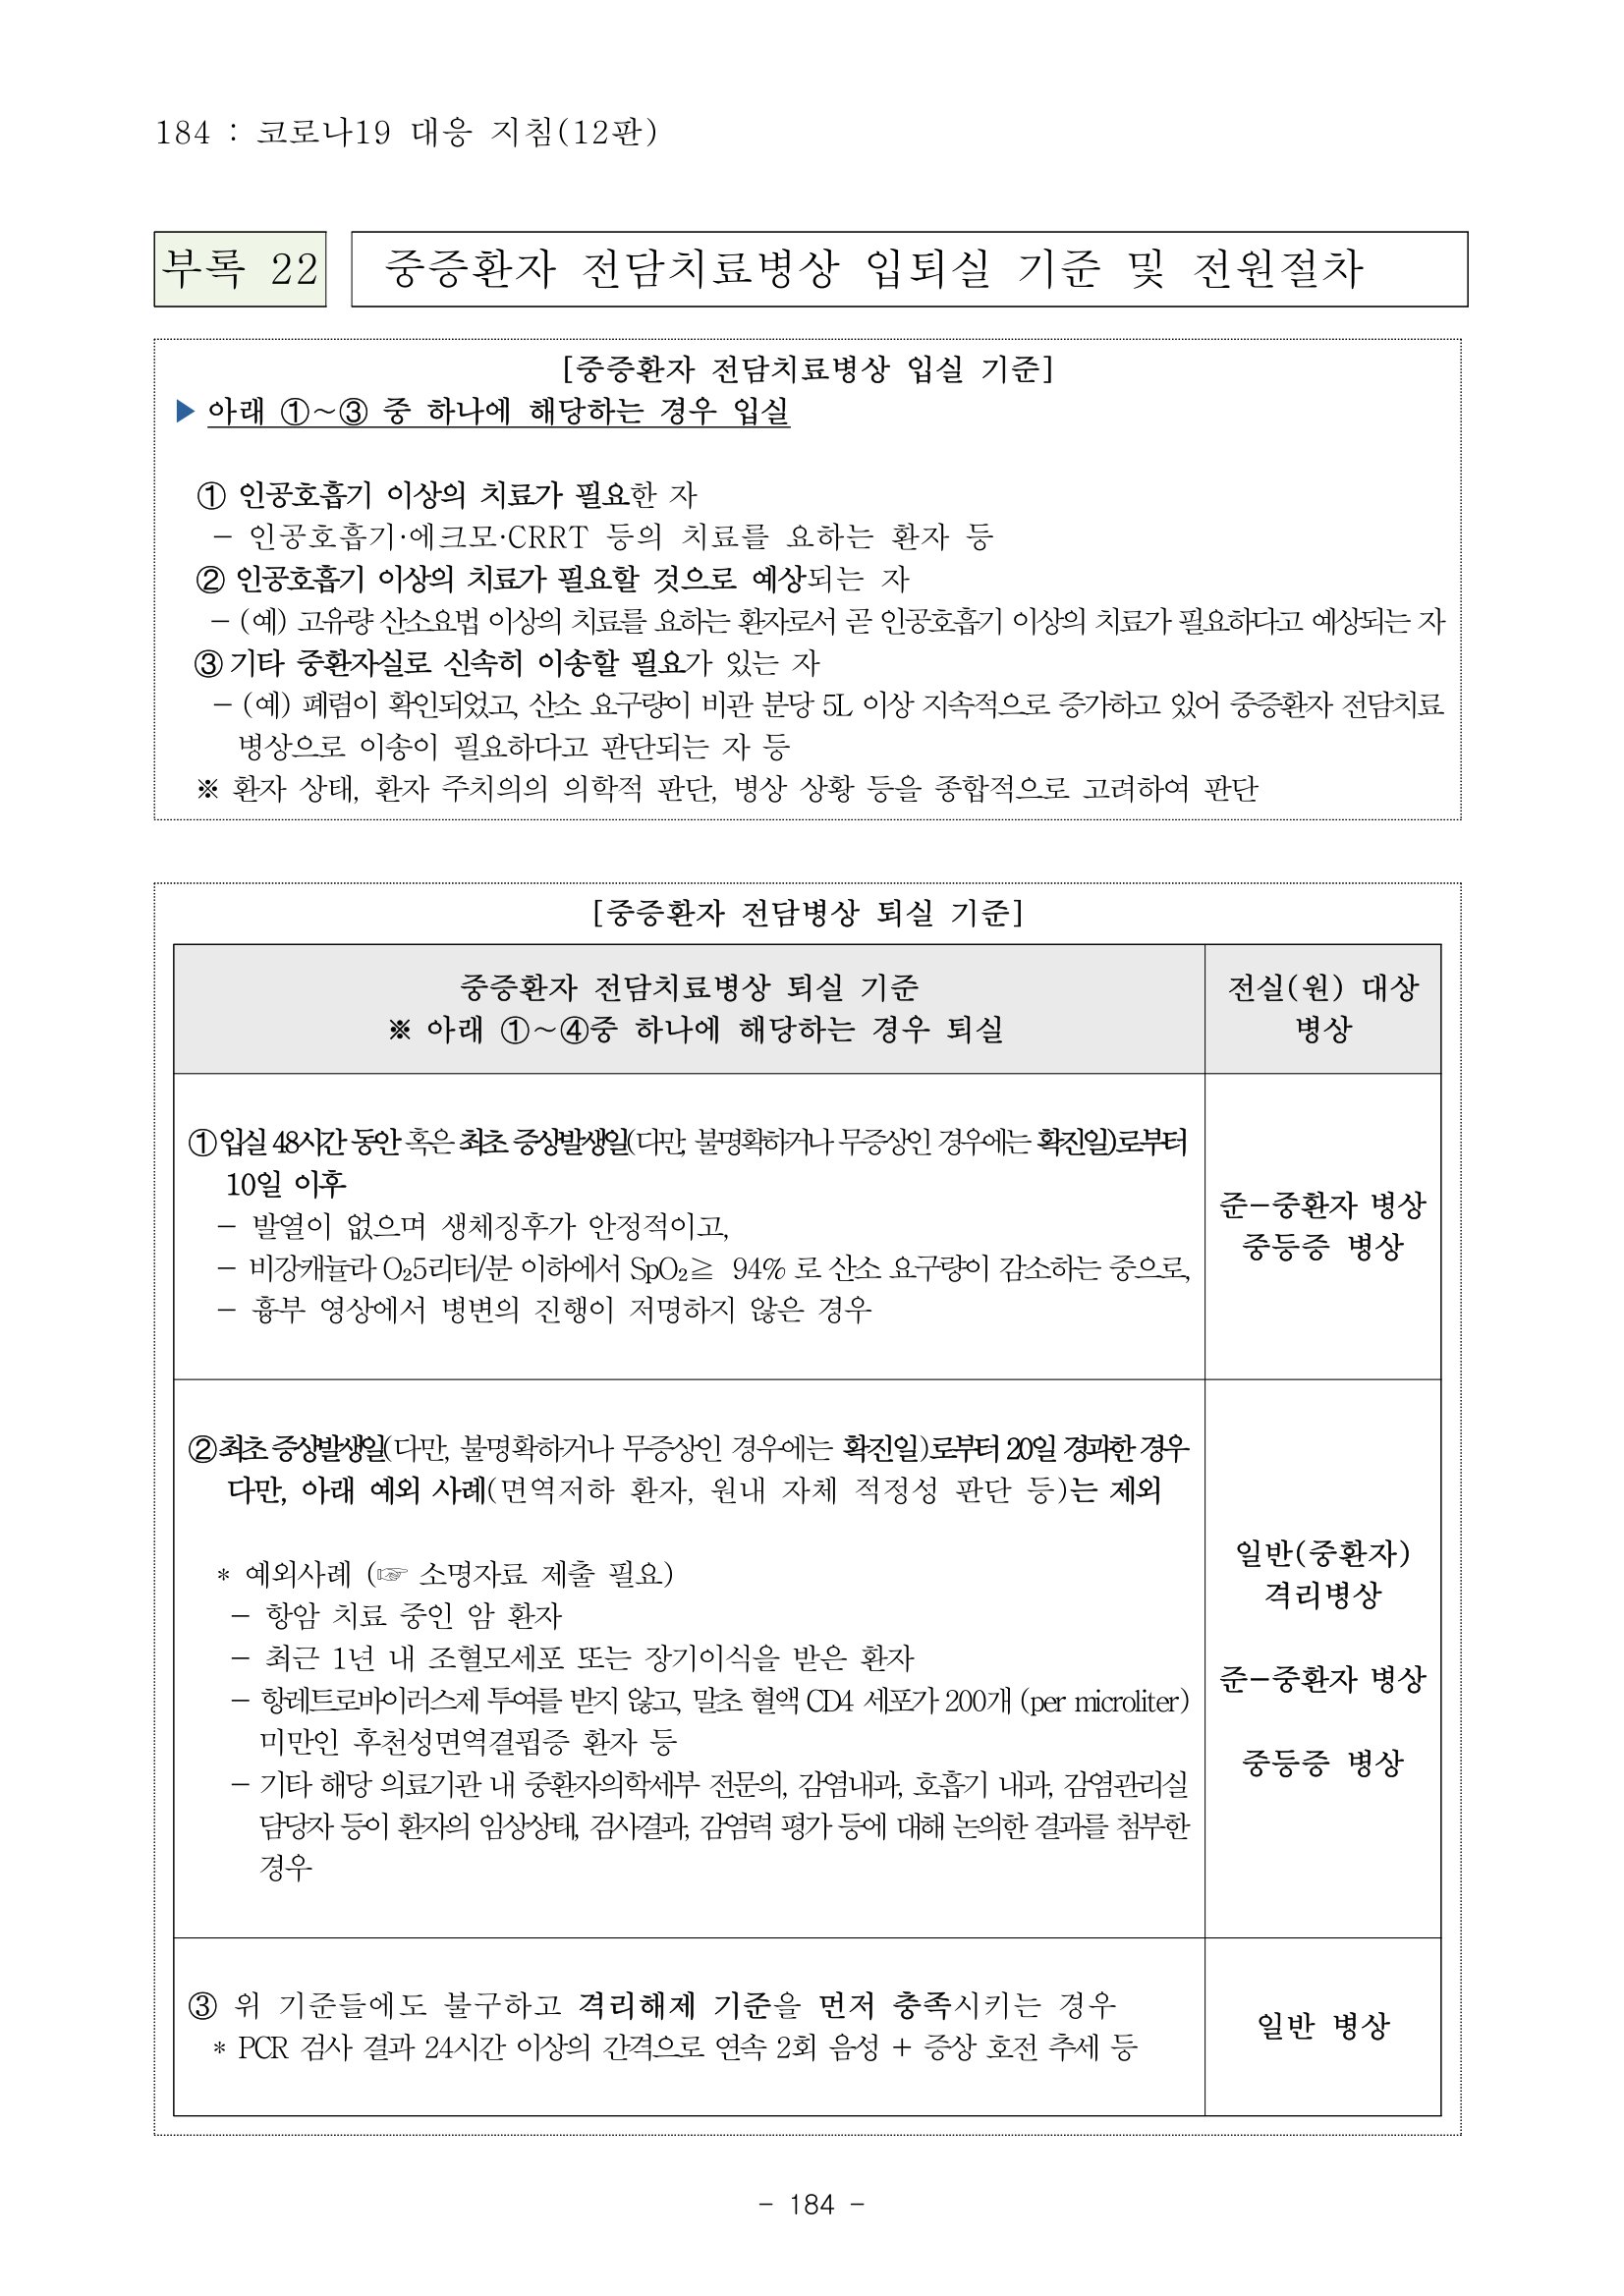 184 : 코로나19 대응 지침(12판)
부록 22
중증환자 전담치료병상 입퇴실 기준 및 전원절차
[중증환자 전담치료병상 입실 기준]
▶ 아래 ①~③ 중 하나에 해당하는 경우 입실
① 인공호흡기 이상의 치료가 필요한 자
- 인공호흡기·에크모·CRRT 등의 치료를 요하는 환자 등
② 인공호흡기 이상의 치료가 필요할 것으로 예상되는 자
- (예) 고유량 산소요법 이상의 치료를 요하는 환자로서 곧 인공호흡기 이상의 치료가 필요하다고 예상되는 자
③ 기타 중환자실로 신속히 이송할 필요가 있는 자
- (예) 폐렴이 확인되었고, 산소 요구량이 비관 분당 5L 이상 지속적으로 증가하고 있어 중증환자 전담치료
병상으로 이송이 필요하다고 판단되는 자 등
※ 환자 상태, 환자 주치의의 의학적 판단, 병상 상황 등을 종합적으로 고려하여 판단
[중증환자 전담병상 퇴실 기준]
중증환자 전담치료병상 퇴실 기준
※ 아래 ①~④중 하나에 해당하는 경우 퇴실
전실(원) 대상
병상
① 입실 48시간 동안 혹은 최초 증상발생일(다만, 불명확하거나 무증상인 경우에는 확진일)로부터
10일 이후
- 발열이 없으며 생체징후가 안정적이고,
- 비강캐뉼라 O₂5리터/분 이하에서 SpO₂≧ 94% 로 산소 요구량이 감소하는 중으로,
- 흉부 영상에서 병변의 진행이 저명하지 않은 경우
준-중환자 병상
중등증 병상
② 최초 증상발생일(다만, 불명확하거나 무증상인 경우에는 확진일)로부터 20일 경과한 경우
다만, 아래 예외 사례(면역저하 환자, 원내 자체 적정성 판단 등)는 제외
* 예외사례 (☞ 소명자료 제출 필요)
- 항암 치료 중인 암 환자
- 최근 1년 내 조혈모세포 또는 장기이식을 받은 환자
- 항레트로바이러스제 투여를 받지 않고, 말초 혈액 CD4 세포가 200개 (per microliter)
미만인 후천성면역결핍증 환자 등
- 기타 해당 의료기관 내 중환자의학세부 전문의, 감염내과, 호흡기 내과, 감염관리실
담당자 등이 환자의 임상상태, 검사결과, 감염력 평가 등에 대해 논의한 결과를 첨부한
경우
일반(중환자)
격리병상
준-중환자 병상
중등증 병상
③ 위 기준들에도 불구하고 격리해제 기준을 먼저 충족시키는 경우
* PCR 검사 결과 24시간 이상의 간격으로 연속 2회 음성 + 증상 호전 추세 등
일반 병상
- 184 -